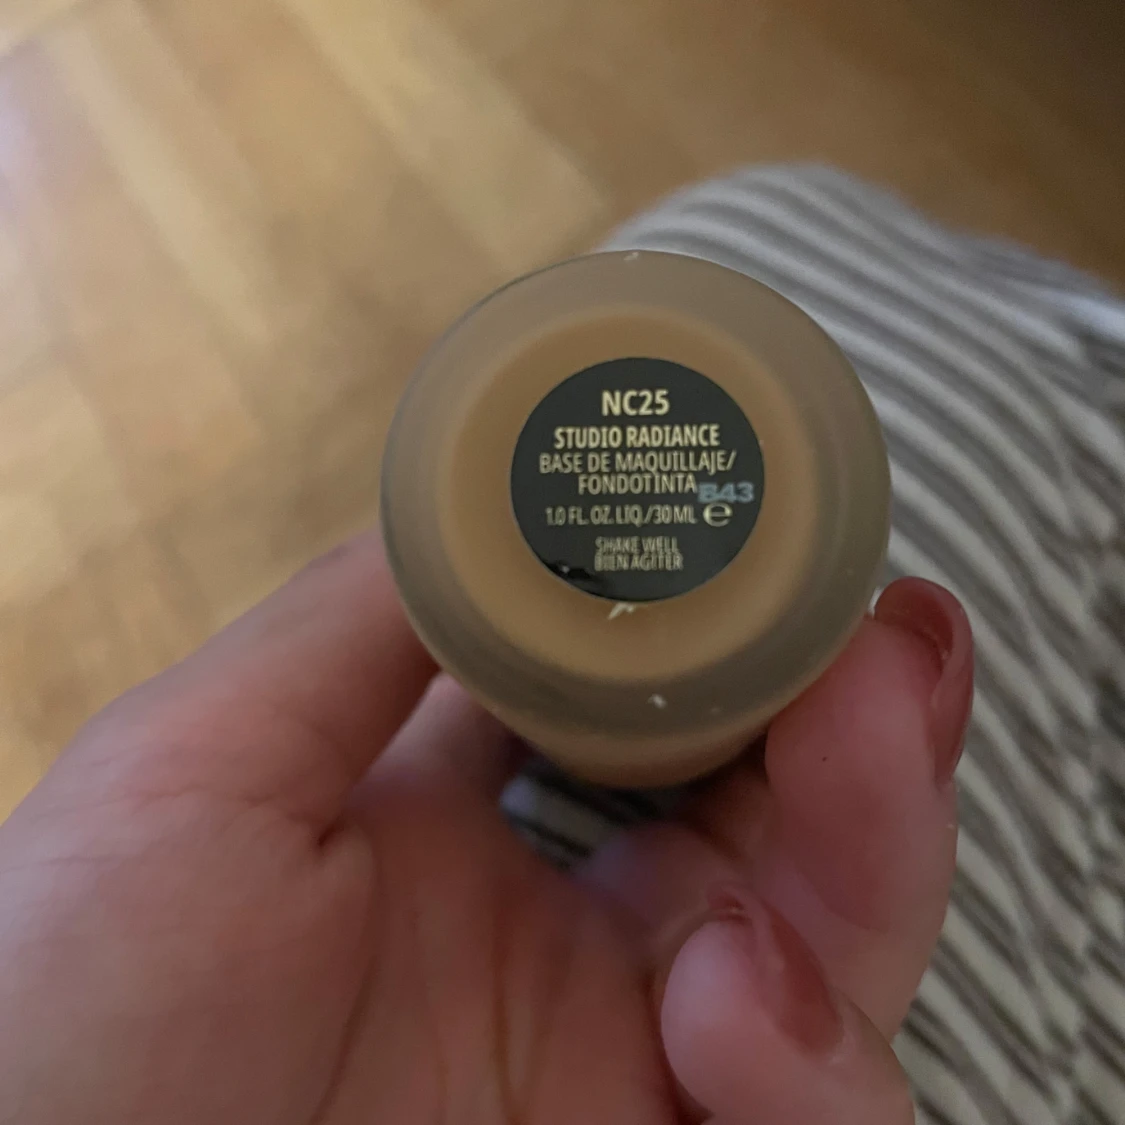 NC25
STUDIO RADIANCE
BASE DE MAQUILLAJE/
FONDOTINTA
B43
1.0 FL. OZ. LIQ./30 ML ℮
SHAKE WELL
BIEN AGITER